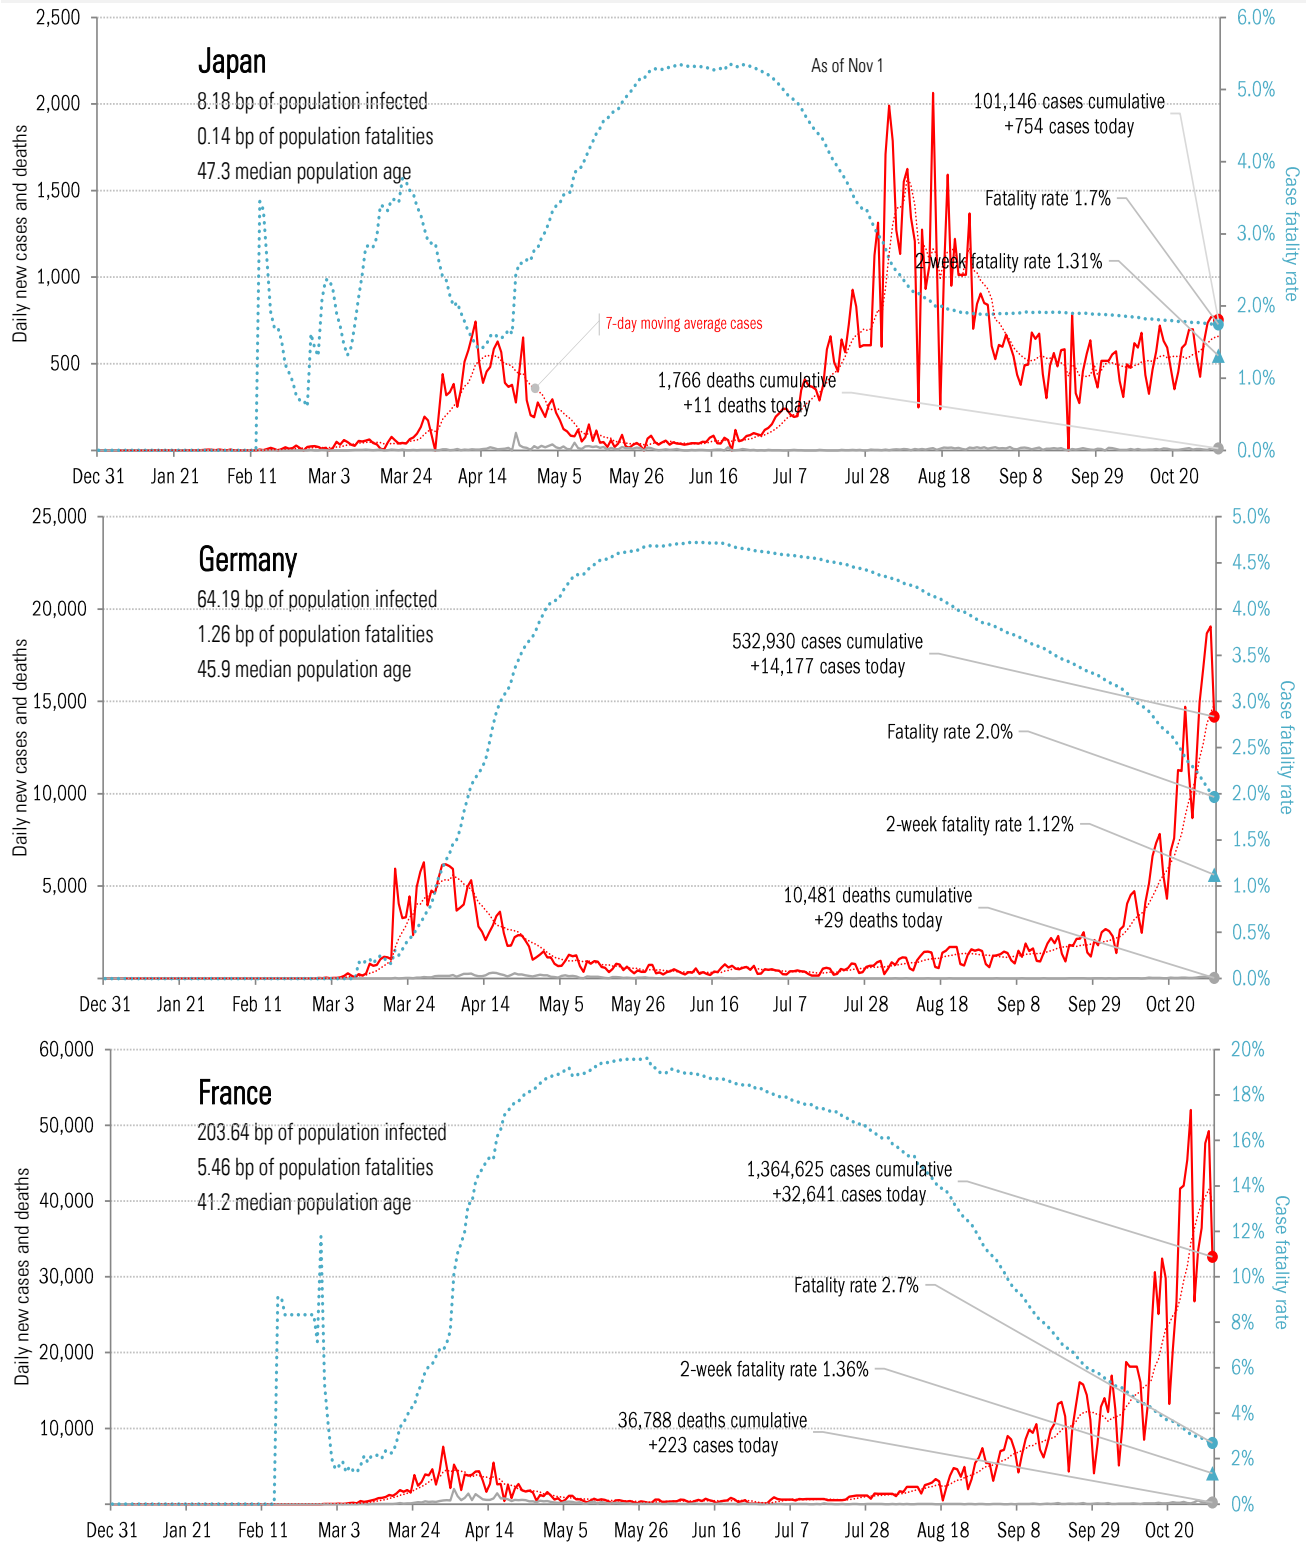 2,500
6.0%
Japan
As of Nov 1
8.18 bp of population infected
2,000
5.0%
101,146 cases cumulative
+754 cases today
0.14 bp of population fatalities
47.3 median population age
4.0%
1,500
Fatality rate 1.7%
3.0%
2-week fatality rate 1.31%
1,000
2.0%
7-day moving average cases
500
1,766 deaths cumulative
+11 deaths today
1.0%
0.0%
Daily new cases and deaths
Case fatality rate
Dec 31 Jan 21 Feb 11 Mar 3 Mar 24 Apr 14 May 5 May 26 Jun 16 Jul 7 Jul 28 Aug 18 Sep 8 Sep 29 Oct 20
25,000
5.0%
Germany
4.5%
64.19 bp of population infected
20,000
4.0%
1.26 bp of population fatalities
532,930 cases cumulative
+14,177 cases today
45.9 median population age
3.5%
15,000
3.0%
Fatality rate 2.0%
2.5%
10,000
2.0%
2-week fatality rate 1.12%
1.5%
5,000
1.0%
10,481 deaths cumulative
+29 deaths today
0.5%
0.0%
Daily new cases and deaths
Case fatality rate
Dec 31 Jan 21 Feb 11 Mar 3 Mar 24 Apr 14 May 5 May 26 Jun 16 Jul 7 Jul 28 Aug 18 Sep 8 Sep 29 Oct 20
60,000
20%
France
18%
203.64 bp of population infected
50,000
16%
5.46 bp of population fatalities
1,364,625 cases cumulative
+32,641 cases today
41.2 median population age
14%
40,000
12%
30,000
10%
Fatality rate 2.7%
8%
20,000
2-week fatality rate 1.36%
6%
36,788 deaths cumulative
+223 cases today
10,000
4%
2%
0%
Daily new cases and deaths
Case fatality rate
Dec 31 Jan 21 Feb 11 Mar 3 Mar 24 Apr 14 May 5 May 26 Jun 16 Jul 7 Jul 28 Aug 18 Sep 8 Sep 29 Oct 20